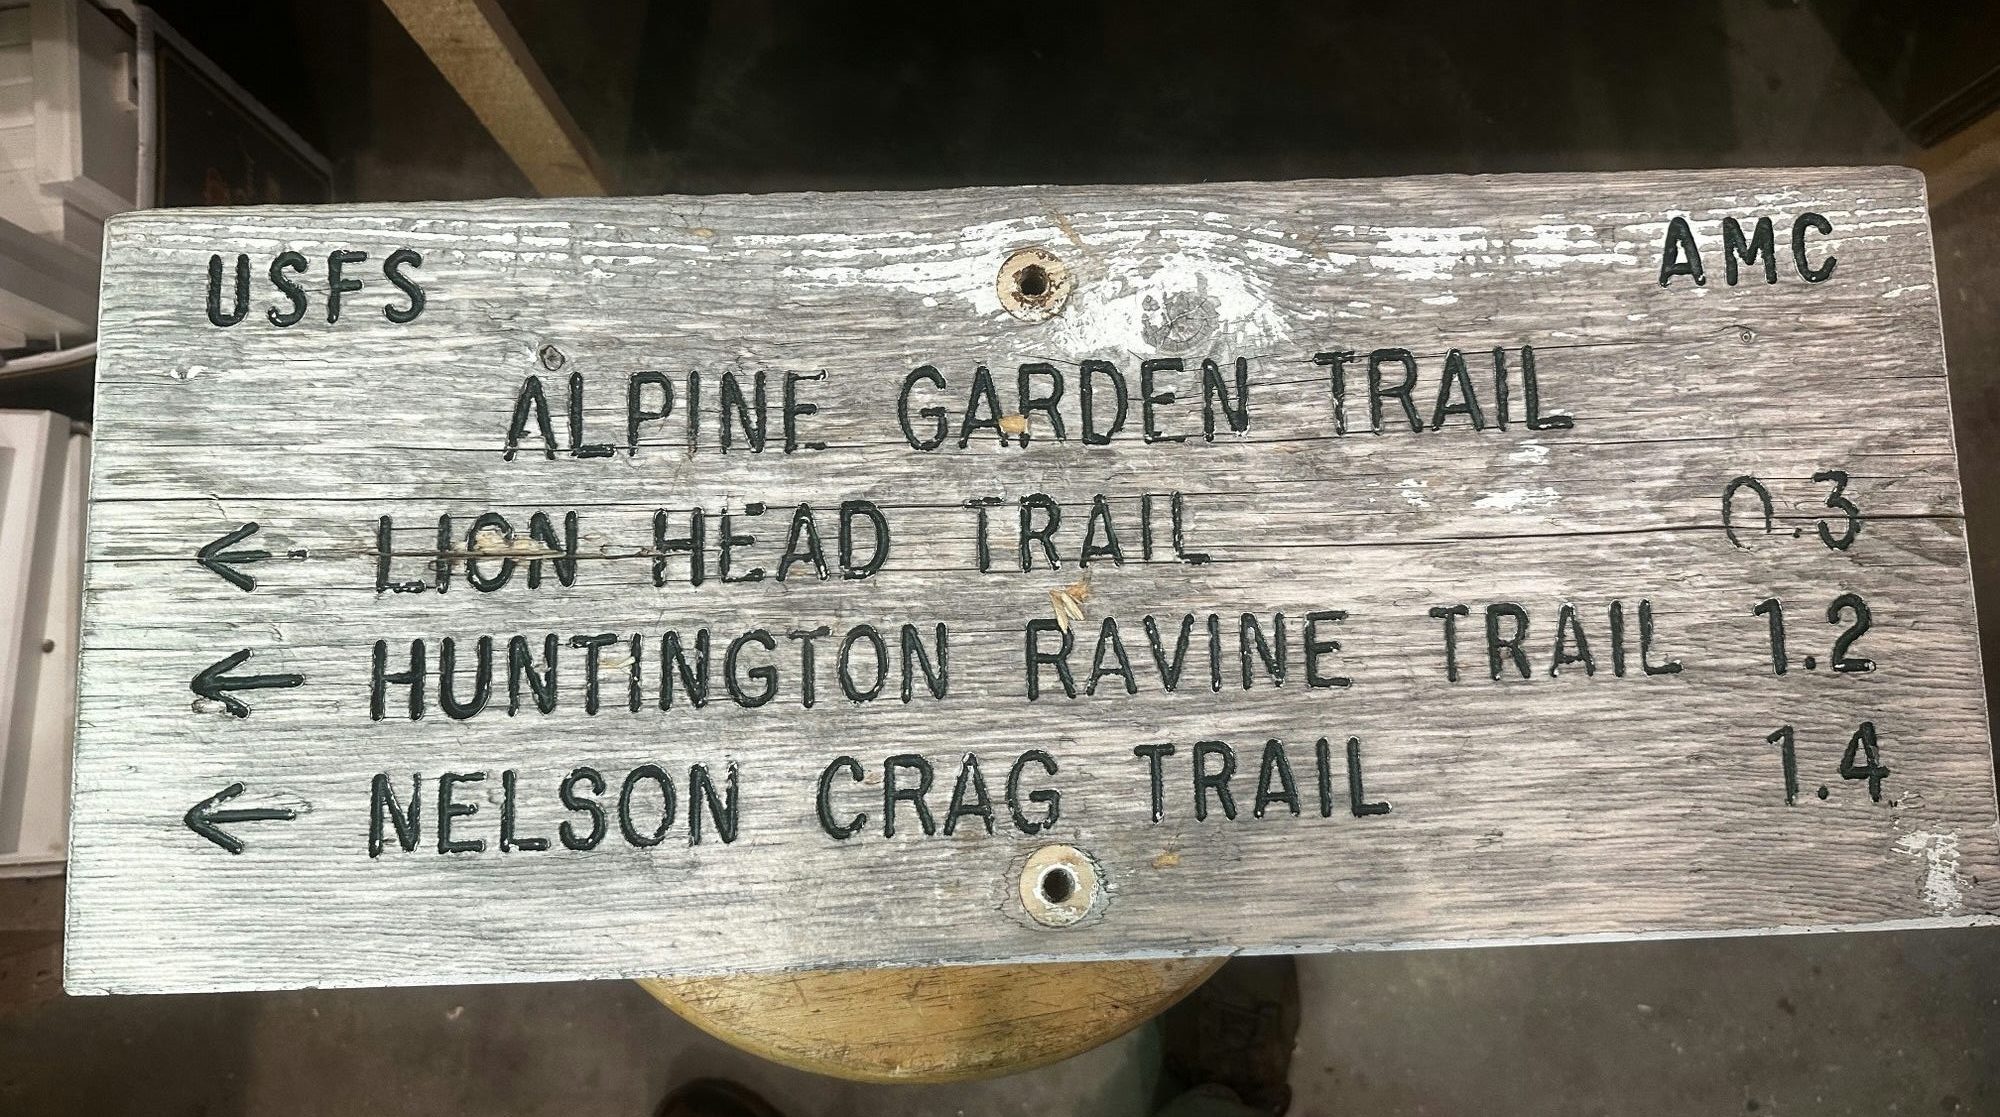 USFS AMC
ALPINE GARDEN TRAIL
← LION HEAD TRAIL 0.3
← HUNTINGTON RAVINE TRAIL 1.2
← NELSON CRAG TRAIL 1.4